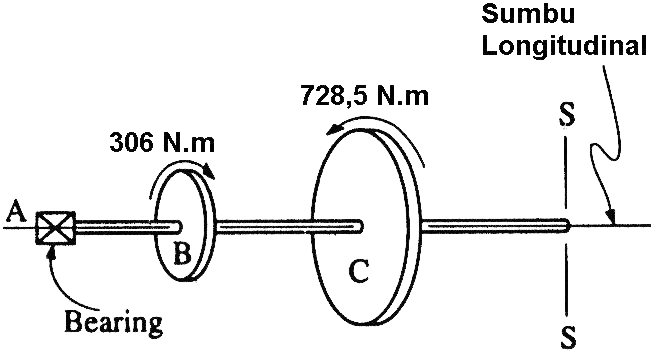 Sumbu
Longitudinal
728,5 N.m
306 N.m
S
A
B
C
Bearing
S